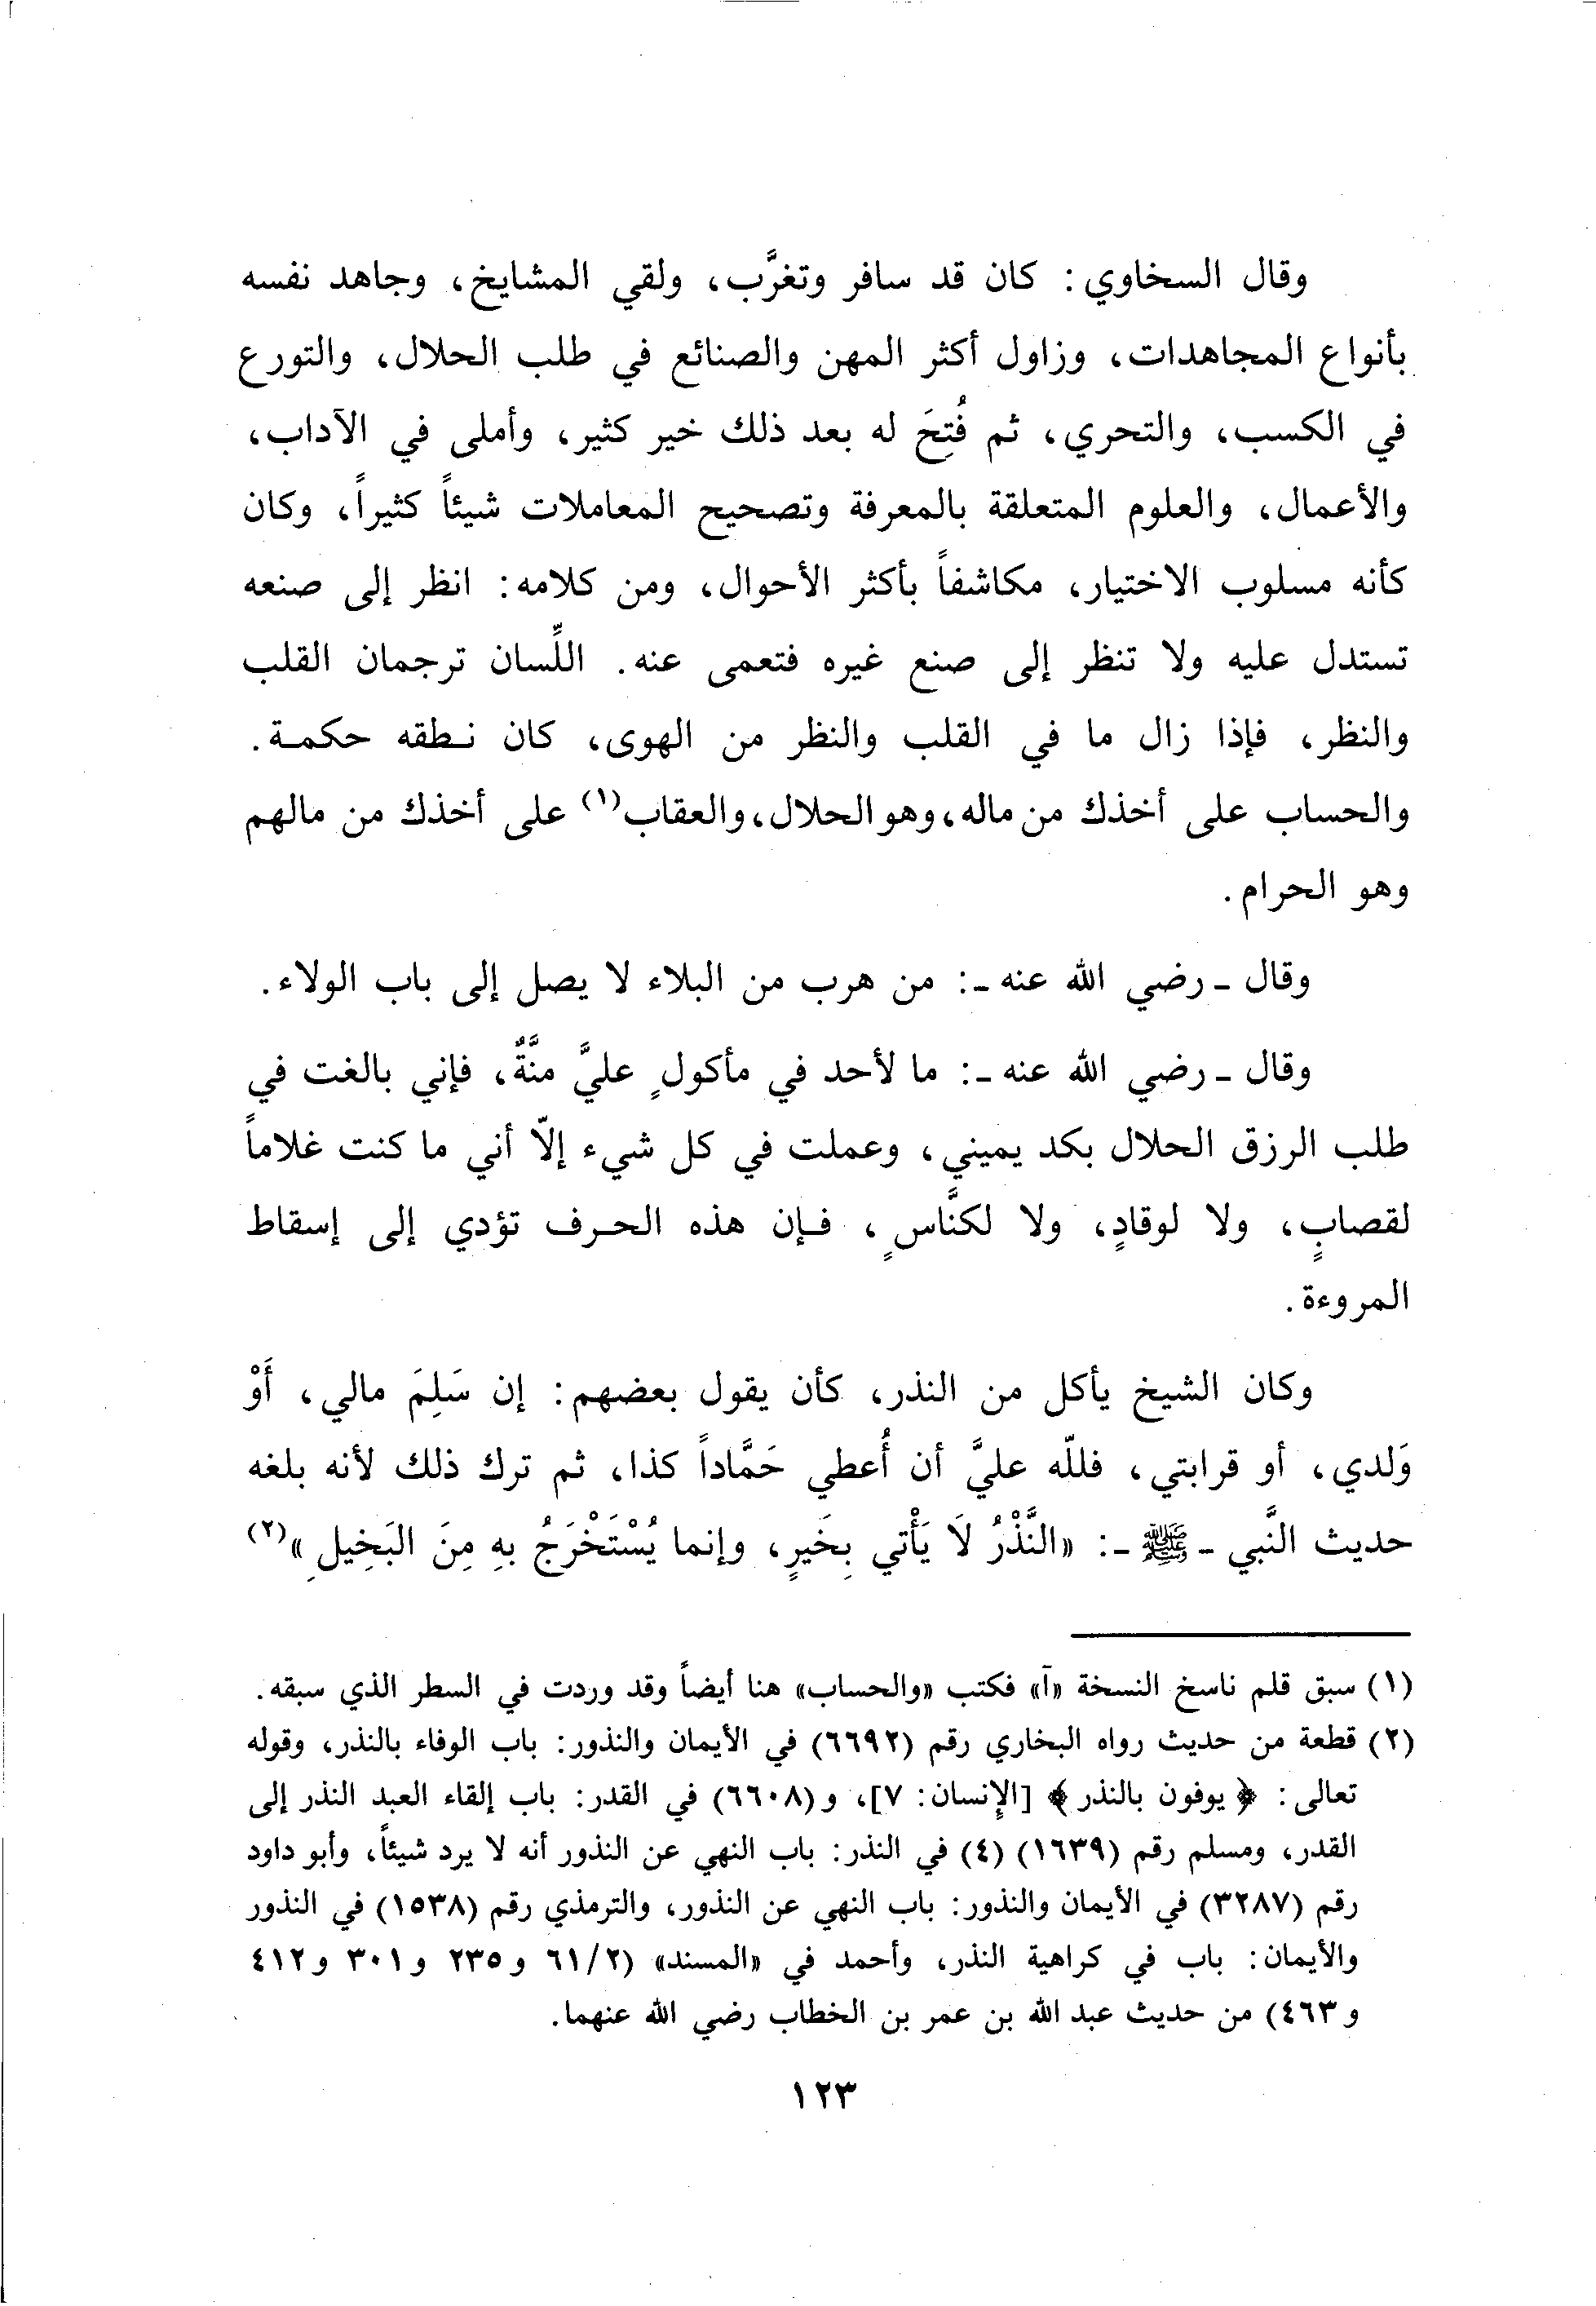 وقال السخاوي: كان قد سافر وتغرَّب، ولقي المشايخ، وجاهد نفسه
بأنواع المجاهدات، وزاول أكثر المهن والصنائع في طلب الحلال، والتورع
في الكسب، والتحري، ثم فُتِحَ له بعد ذلك خير كثير، وأملى في الآداب،
والأعمال، والعلوم المتعلقة بالمعرفة وتصحيح المعاملات شيئاً كثيراً، وكان
كأنه مسلوب الاختيار، مكاشفاً بأكثر الأحوال، ومن كلامه: انظر إلى صنعه
تستدل عليه ولا تنظر إلى صنع غيره فتعمى عنه. اللِّسان ترجمان القلب
والنظر، فإذا زال ما في القلب والنظر من الهوى، كان نـطقه حكمـة.
والحساب على أخذك من ماله، وهو الحلال، والعقاب(١) على أخذك من مالهم
وهو الحرام.
وقال ـ رضي الله عنه ـ: من هرب من البلاء لا يصل إلى باب الولاء.
وقال ـ رضي الله عنه ـ: ما لأحد في مأكولٍ عليَّ منَّةٌ، فإني بالغت في
طلب الرزق الحلال بكد يميني، وعملت في كل شيء إلّا أني ما كنت غلاماً
لقصابٍ، ولا لوقادٍ، ولا لكنَّاسٍ، فـإن هذه الحـرف تؤدي إلى إسقاط
المروءة.
وكان الشيخ يأكل من النذر، كأن يقول بعضهم: إن سَلِمَ مالي، أَوْ
وَلدي، أو قرابتي، فللّه عليَّ أن أُعطي حَمَّاداً كذا، ثم ترك ذلك لأنه بلغه
حديث النَّبي ـ ﷺ ـ: «النَّذْرُ لَا يَأْتي بِخَيرٍ، وإنما يُسْتَخْرَجُ بهِ مِنَ البَخِيلِ»(٢)
(١) سبق قلم ناسخ النسخة «آ» فكتب «والحساب» هنا أيضاً وقد وردت في السطر الذي سبقه.
(٢) قطعة من حديث رواه البخاري رقم (٦٦٩٢) في الأيمان والنذور: باب الوفاء بالنذر، وقوله
تعالى: ﴿يوفون بالنذر﴾ [الإنسان: ٧]، و(٦٦٠٨) في القدر: باب إلقاء العبد النذر إلى
القدر، ومسلم رقم (١٦٣٩) (٤) في النذر: باب النهي عن النذور أنه لا يرد شيئاً، وأبو داود
رقم (٣٢٨٧) في الأيمان والنذور: باب النهي عن النذور، والترمذي رقم (١٥٣٨) في النذور
والأيمان: باب في كراهية النذر، وأحمد في «المسند» (٢/‏٦١ و ٢٣٥ و ٣٠١ و ٤١٢
و ٤٦٣) من حديث عبد الله بن عمر بن الخطاب رضي الله عنهما.
١٢٣